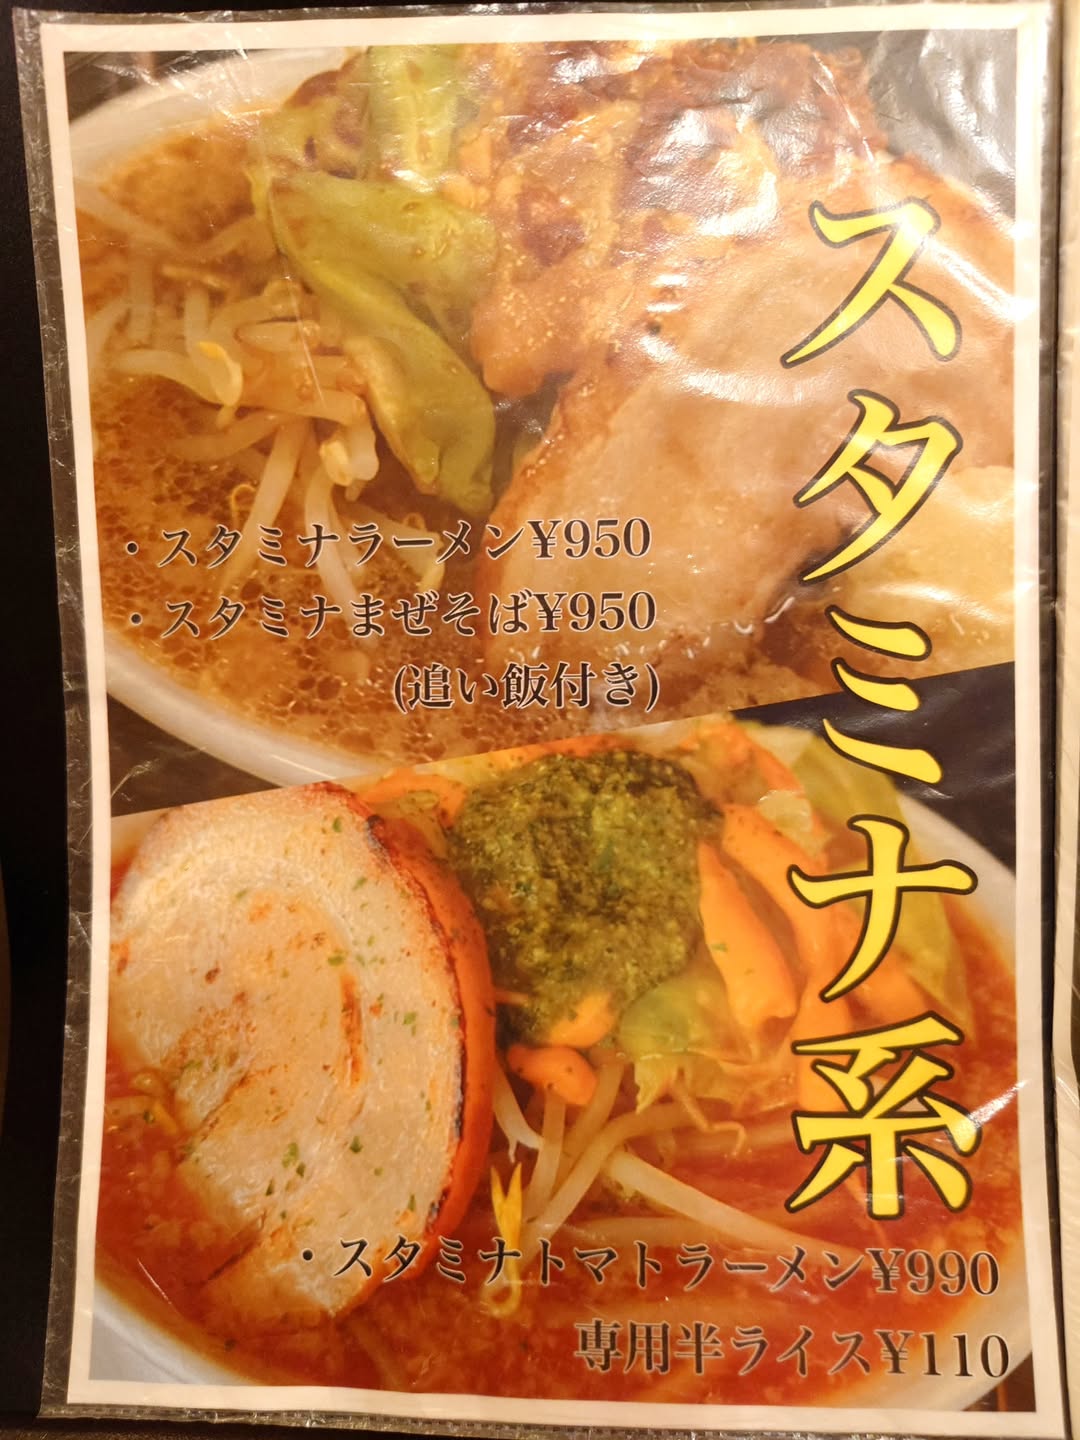 スタミナ系
・スタミナラーメン¥950
・スタミナまぜそば¥950
(追い飯付き)
・スタミナトマトラーメン¥990
専用半ライス¥110